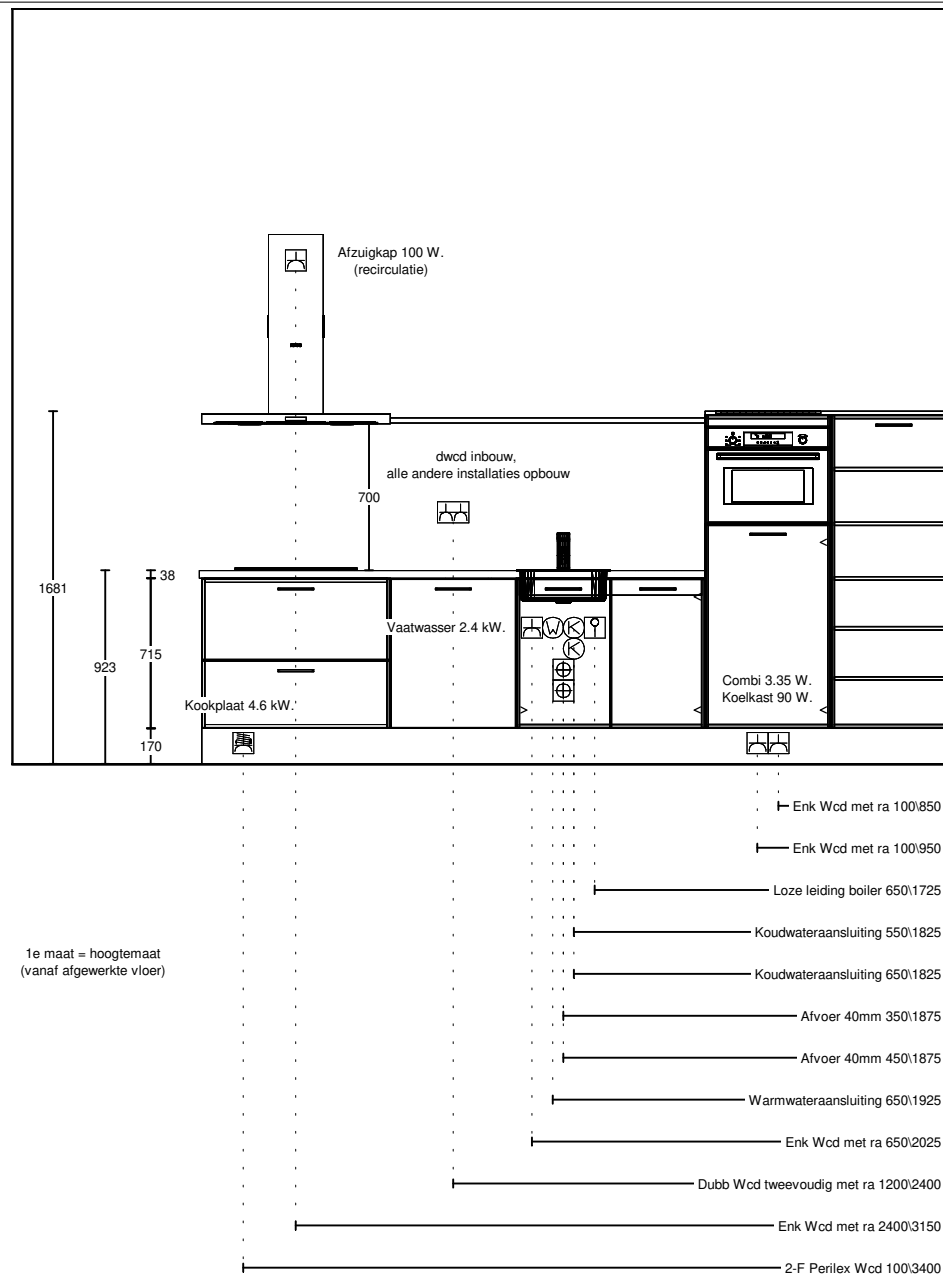 Afzuigkap 100 W.
(recirculatie)
dwcd inbouw,
alle andere installaties opbouw
700
1681
38
923
715
Vaatwasser 2.4 kW.
W
K
K
Kookplaat 4.6 kW.
Combi 3.35 W.
Koelkast 90 W.
170
Enk Wcd met ra 100\850
Enk Wcd met ra 100\950
Loze leiding boiler 650\1725
Koudwateraansluiting 550\1825
1e maat = hoogtemaat
(vanaf afgewerkte vloer)
Koudwateraansluiting 650\1825
Afvoer 40mm 350\1875
Afvoer 40mm 450\1875
Warmwateraansluiting 650\1925
Enk Wcd met ra 650\2025
Dubb Wcd tweevoudig met ra 1200\2400
Enk Wcd met ra 2400\3150
2-F Perilex Wcd 100\3400